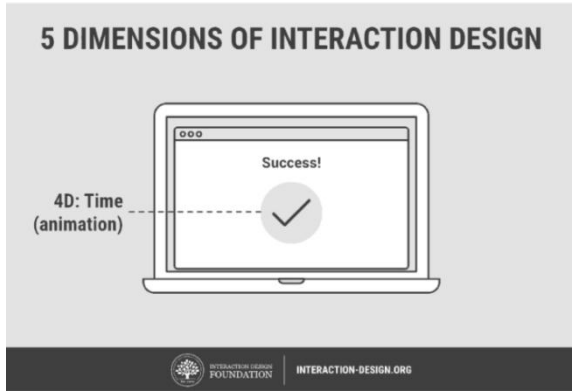 5 DIMENSIONS OF INTERACTION DESIGN
Success!
4D: Time
(animation)
INTERACTION DESIGN
FOUNDATION
INTERACTION-DESIGN.ORG